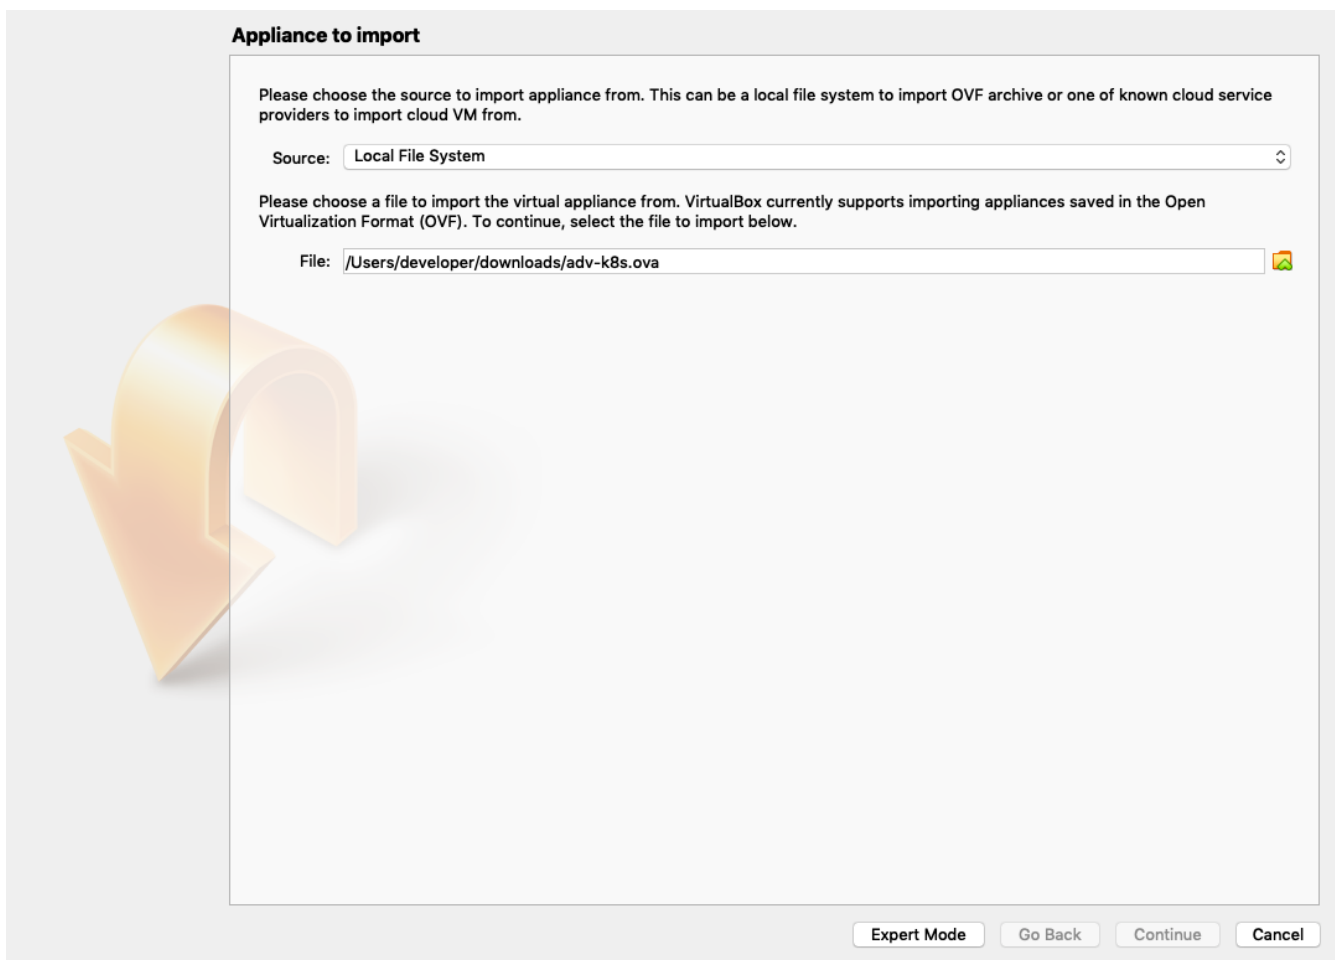 Appliance to import
Please choose the source to import appliance from. This can be a local file system to import OVF archive or one of known cloud service
providers to import cloud VM from.
Source: Local File System
Please choose a file to import the virtual appliance from. VirtualBox currently supports importing appliances saved in the Open
Virtualization Format (OVF). To continue, select the file to import below.
File: /Users/developer/downloads/adv-k8s.ova
Expert Mode Go Back Continue Cancel